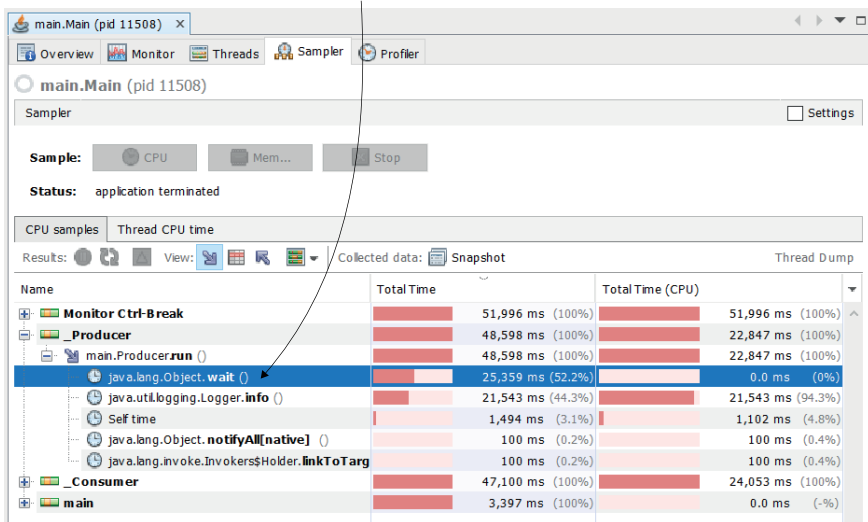 main.Main (pid 11508) ×
Overview Monitor Threads Sampler Profiler
main.Main (pid 11508)
Sampler Settings
Sample: CPU Mem... Stop
Status: application terminated
CPU samples Thread CPU time
Results: View: Collected data: Snapshot Thread Dump
Name Total Time Total Time (CPU)
Monitor Ctrl-Break 51,996 ms (100%) 51,996 ms (100%)
_Producer 48,598 ms (100%) 22,847 ms (100%)
main.Producer.run () 48,598 ms (100%) 22,847 ms (100%)
java.lang.Object.wait () 25,359 ms (52.2%) 0.0 ms (0%)
java.util.logging.Logger.info () 21,543 ms (44.3%) 21,543 ms (94.3%)
Self time 1,494 ms (3.1%) 1,102 ms (4.8%)
java.lang.Object.notifyAll[native] () 100 ms (0.2%) 100 ms (0.4%)
java.lang.invoke.Invokers$Holder.linkToTarg 100 ms (0.2%) 100 ms (0.4%)
_Consumer 47,100 ms (100%) 24,053 ms (100%)
main 3,397 ms (100%) 0.0 ms (-%)